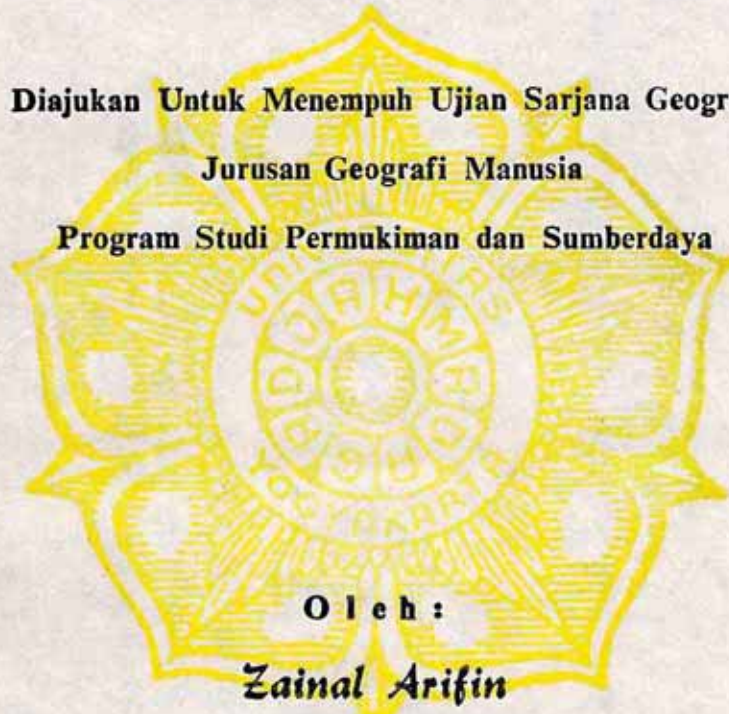 Diajukan Untuk Menempuh Ujian Sarjana Geogr
Jurusan Geografi Manusia
Program Studi Permukiman dan Sumberdaya
UNIVERSITAS
GADJAH MADA
YOGYAKARTA
Oleh :
Zainal Arifin